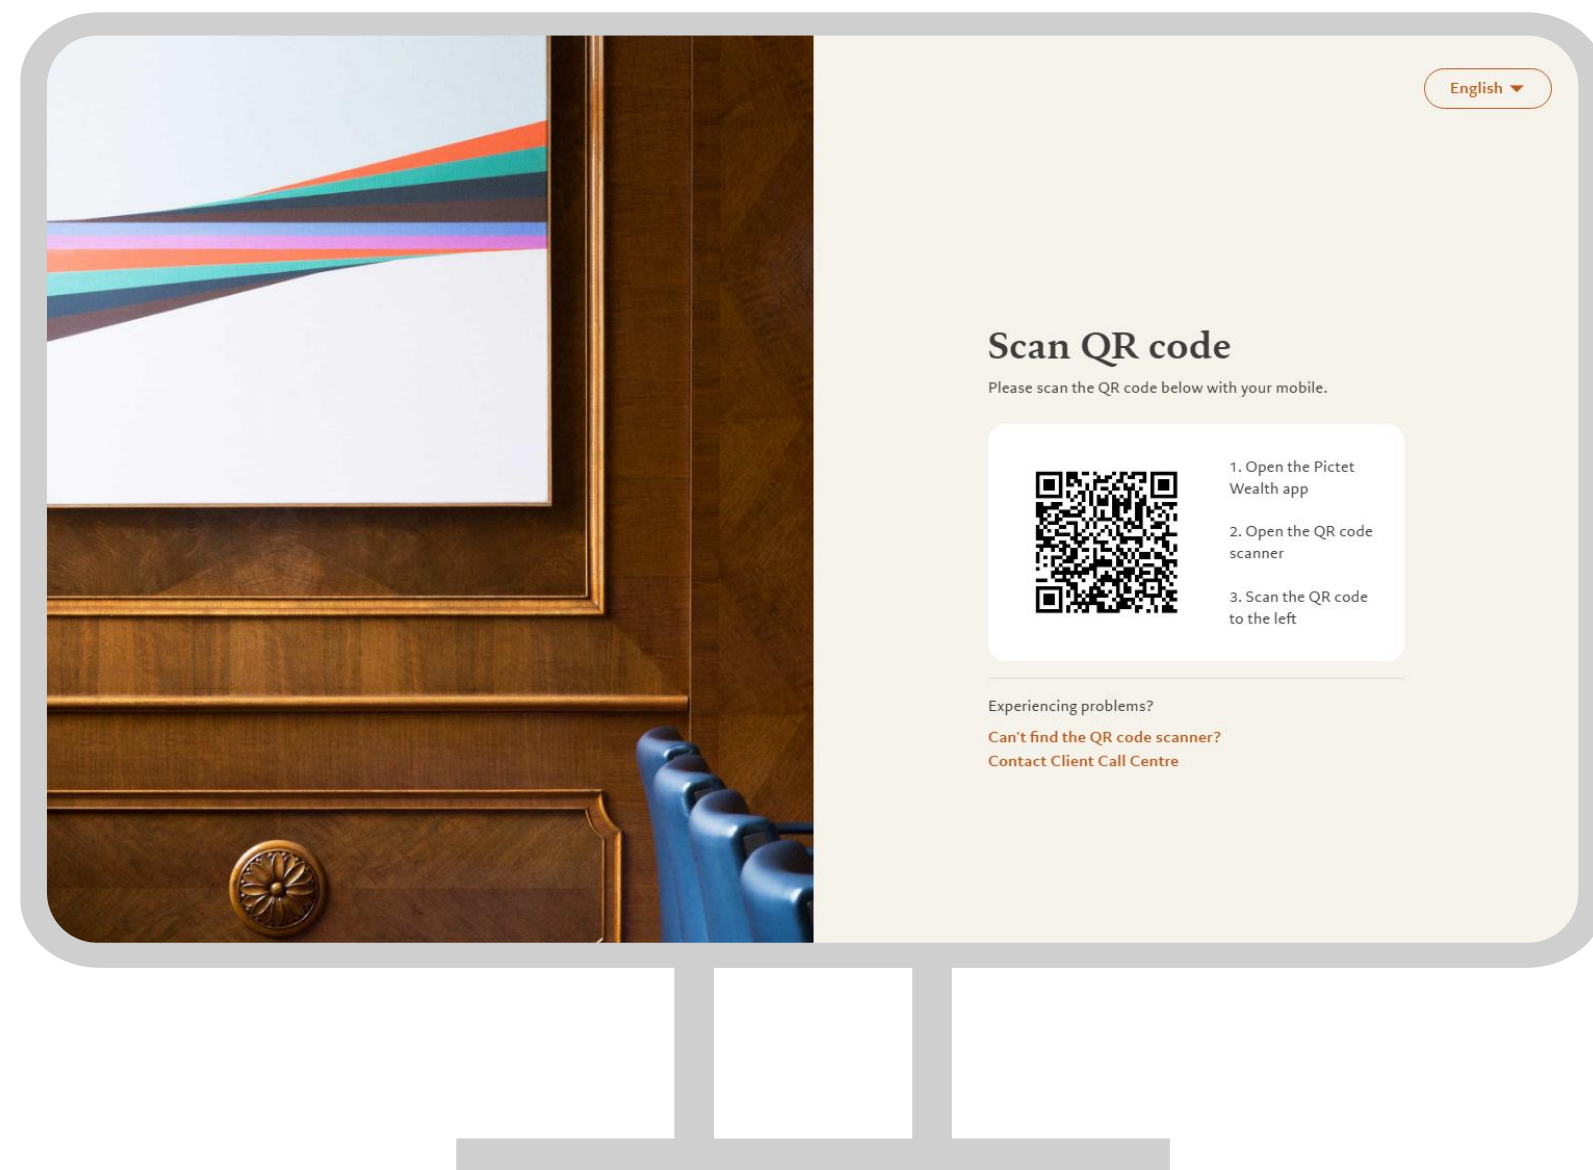 English
Scan QR code
Please scan the QR code below with your mobile.
1. Open the Pictet
Wealth app
2. Open the QR code
scanner
3. Scan the QR code
to the left
Experiencing problems?
Can't find the QR code scanner?
Contact Client Call Centre